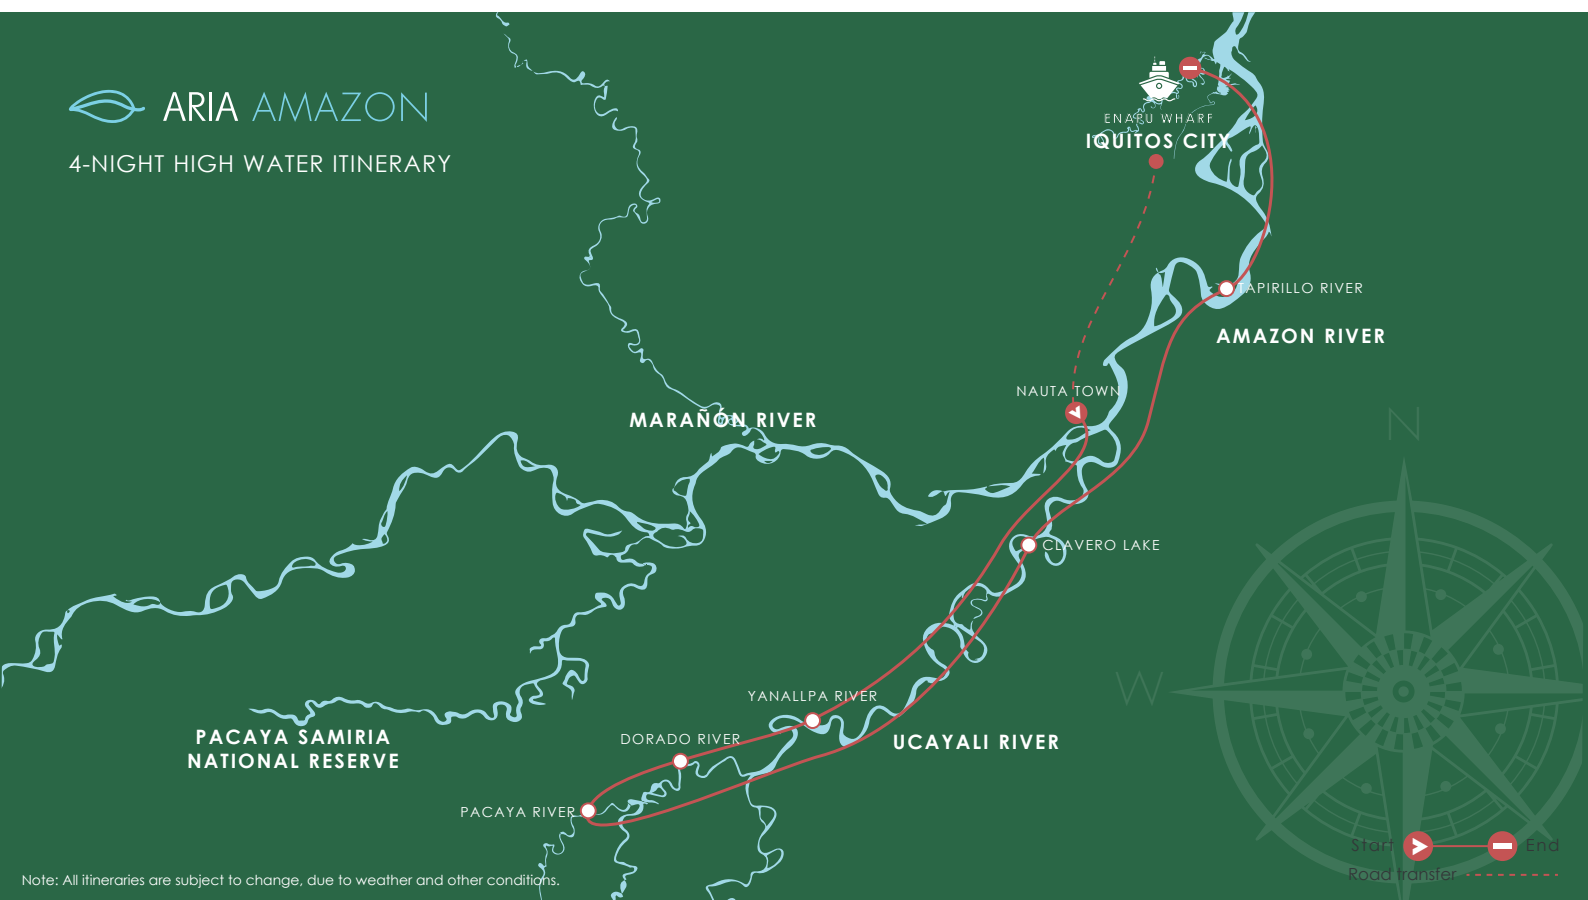 ARIA AMAZON
4-NIGHT HIGH WATER ITINERARY
ENAPU WHARF
IQUITOS CITY
TAPIRILLO RIVER
AMAZON RIVER
NAUTA TOWN
MARAÑÓN RIVER
N
CLAVERO LAKE
W
YANALLPA RIVER
DORADO RIVER
UCAYALI RIVER
PACAYA SAMIRIA
NATIONAL RESERVE
PACAYA RIVER
Start
End
Road transfer
Note: All itineraries are subject to change, due to weather and other conditions.